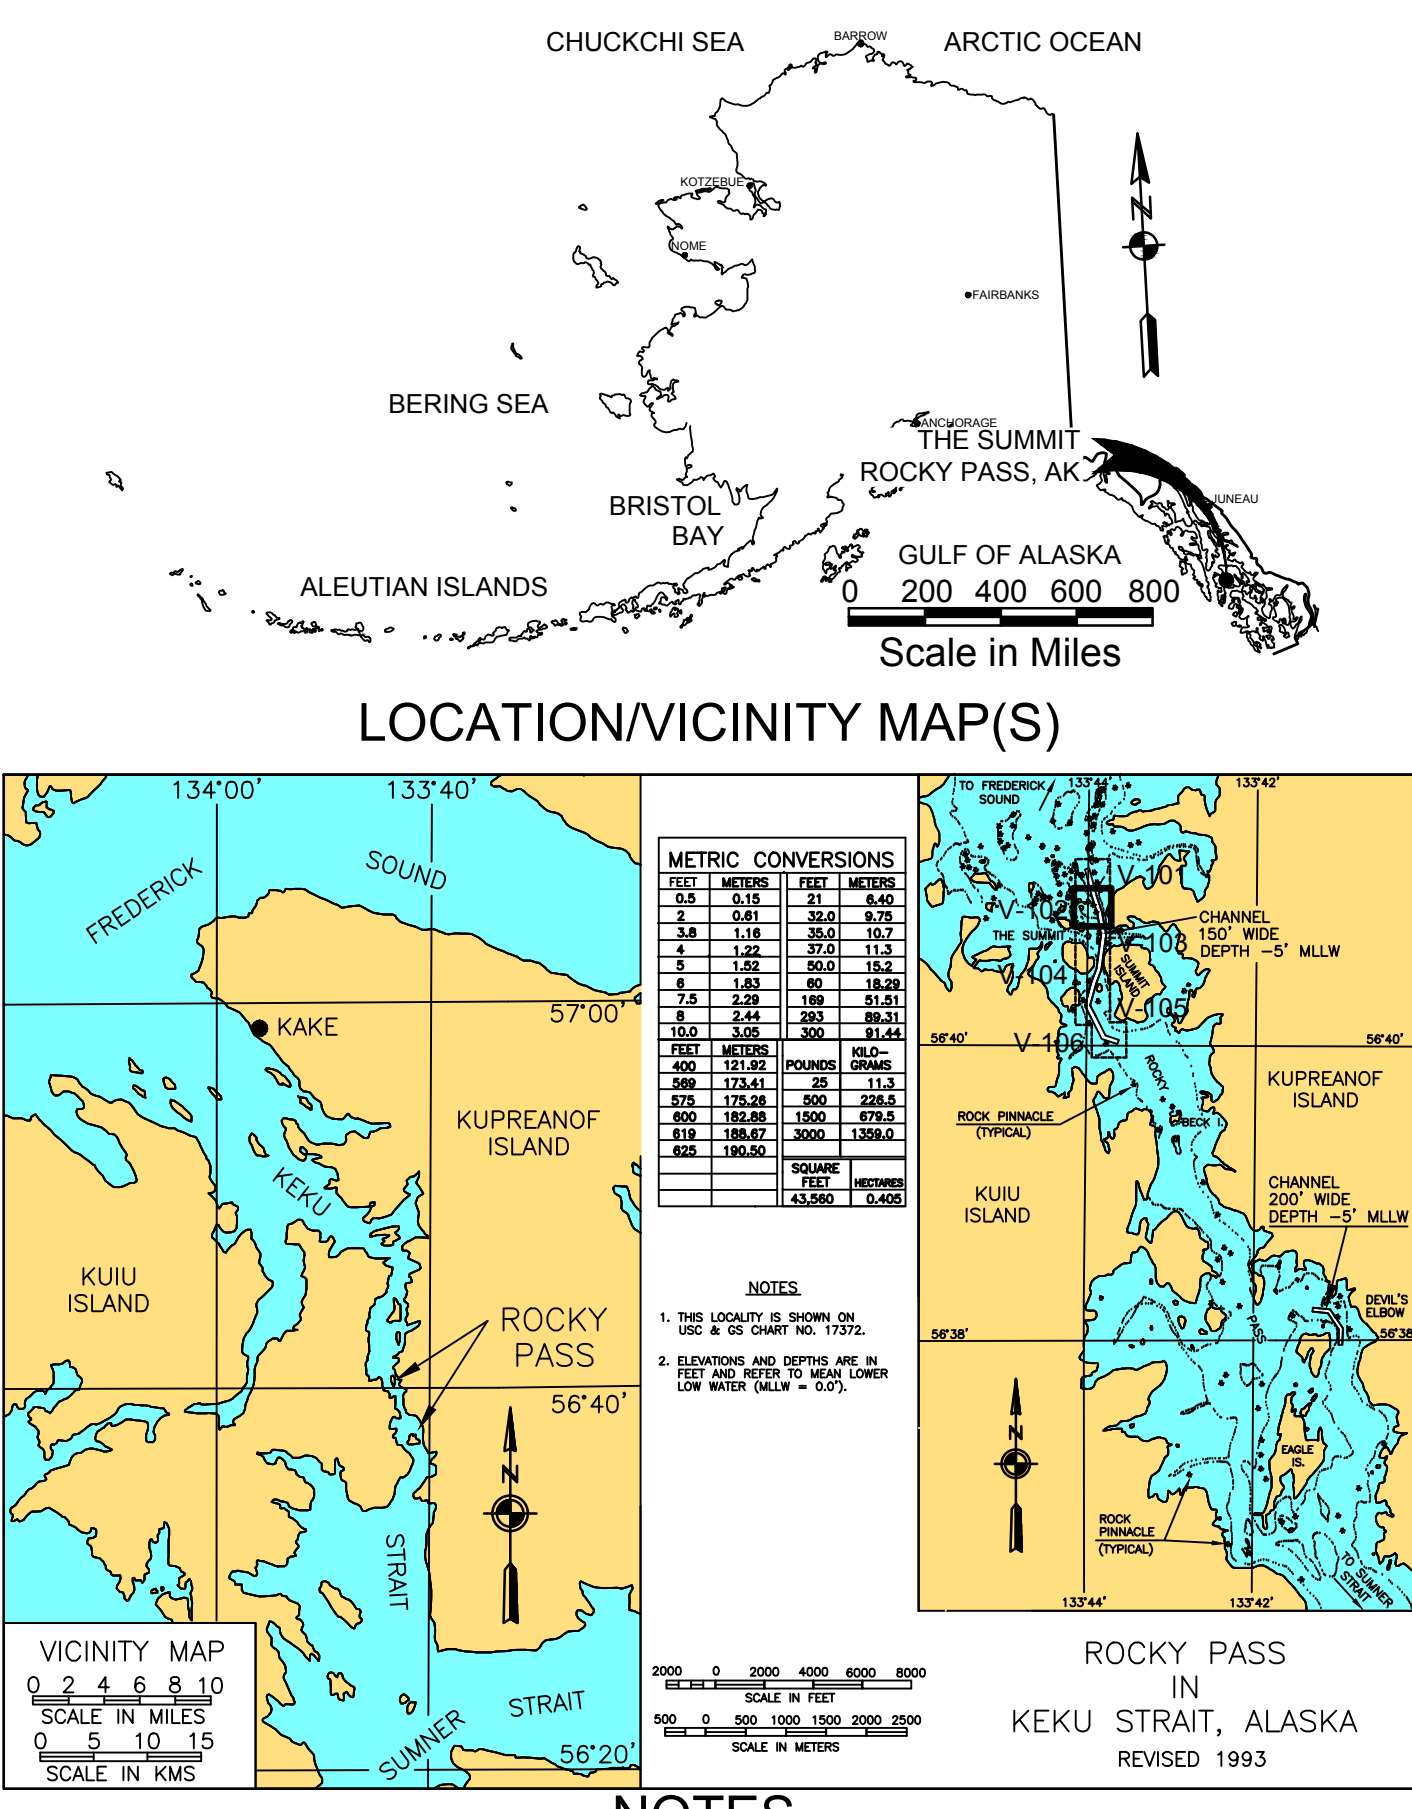 CHUCKCHI SEA
BARROW
ARCTIC OCEAN
KOTZEBUE
NOME
N
FAIRBANKS
BERING SEA
ANCHORAGE
THE SUMMIT
ROCKY PASS, AK
BRISTOL
BAY
JUNEAU
GULF OF ALASKA
ALEUTIAN ISLANDS
0 200 400 600 800
Scale in Miles
LOCATION/VICINITY MAP(S)
134°00' 133°40'
FREDERICK SOUND
57°00'
KAKE
KUPREANOF
ISLAND
KEKU
KUIU
ISLAND
ROCKY
PASS
56°40'
N
STRAIT
SUMNER STRAIT
56°20'
VICINITY MAP
0 2 4 6 8 10
SCALE IN MILES
0 5 10 15
SCALE IN KMS
METRIC CONVERSIONS
FEET METERS FEET METERS
0.5 0.15 21 6.40
2 0.61 32.0 9.75
3.8 1.16 35.0 10.7
4 1.22 37.0 11.3
5 1.52 50.0 15.2
6 1.83 60 18.29
7.5 2.29 169 51.51
8 2.44 293 89.31
10.0 3.05 300 91.44
FEET METERS POUNDS KILO-
GRAMS
400 121.92
569 173.41 25 11.3
575 175.26 500 226.5
600 182.88 1500 679.5
619 188.67 3000 1359.0
625 190.50
SQUARE
FEET HECTARES
43,560 0.405
NOTES
1. THIS LOCALITY IS SHOWN ON
USC & GS CHART NO. 17372.
2. ELEVATIONS AND DEPTHS ARE IN
FEET AND REFER TO MEAN LOWER
LOW WATER (MLLW = 0.0').
2000 0 2000 4000 6000 8000
SCALE IN FEET
500 0 500 1000 1500 2000 2500
SCALE IN METERS
133°44' 133°42'
TO FREDERICK
SOUND
V-101
V-102
CHANNEL
150' WIDE
DEPTH -5' MLLW
THE SUMMIT
V-103
SUMMIT
ISLAND
V-104
V-105
V-106
56°40' 56°40'
ROCKY
KUPREANOF
ISLAND
ROCK PINNACLE
(TYPICAL)
BECK I.
KUIU
ISLAND
CHANNEL
200' WIDE
DEPTH -5' MLLW
DEVIL'S
ELBOW
PASS
56°38' 56°38
N
EAGLE
IS.
ROCK
PINNACLE
(TYPICAL)
TO SUMNER
STRAIT
133°44' 133°42'
ROCKY PASS
IN
KEKU STRAIT, ALASKA
REVISED 1993
NOTES